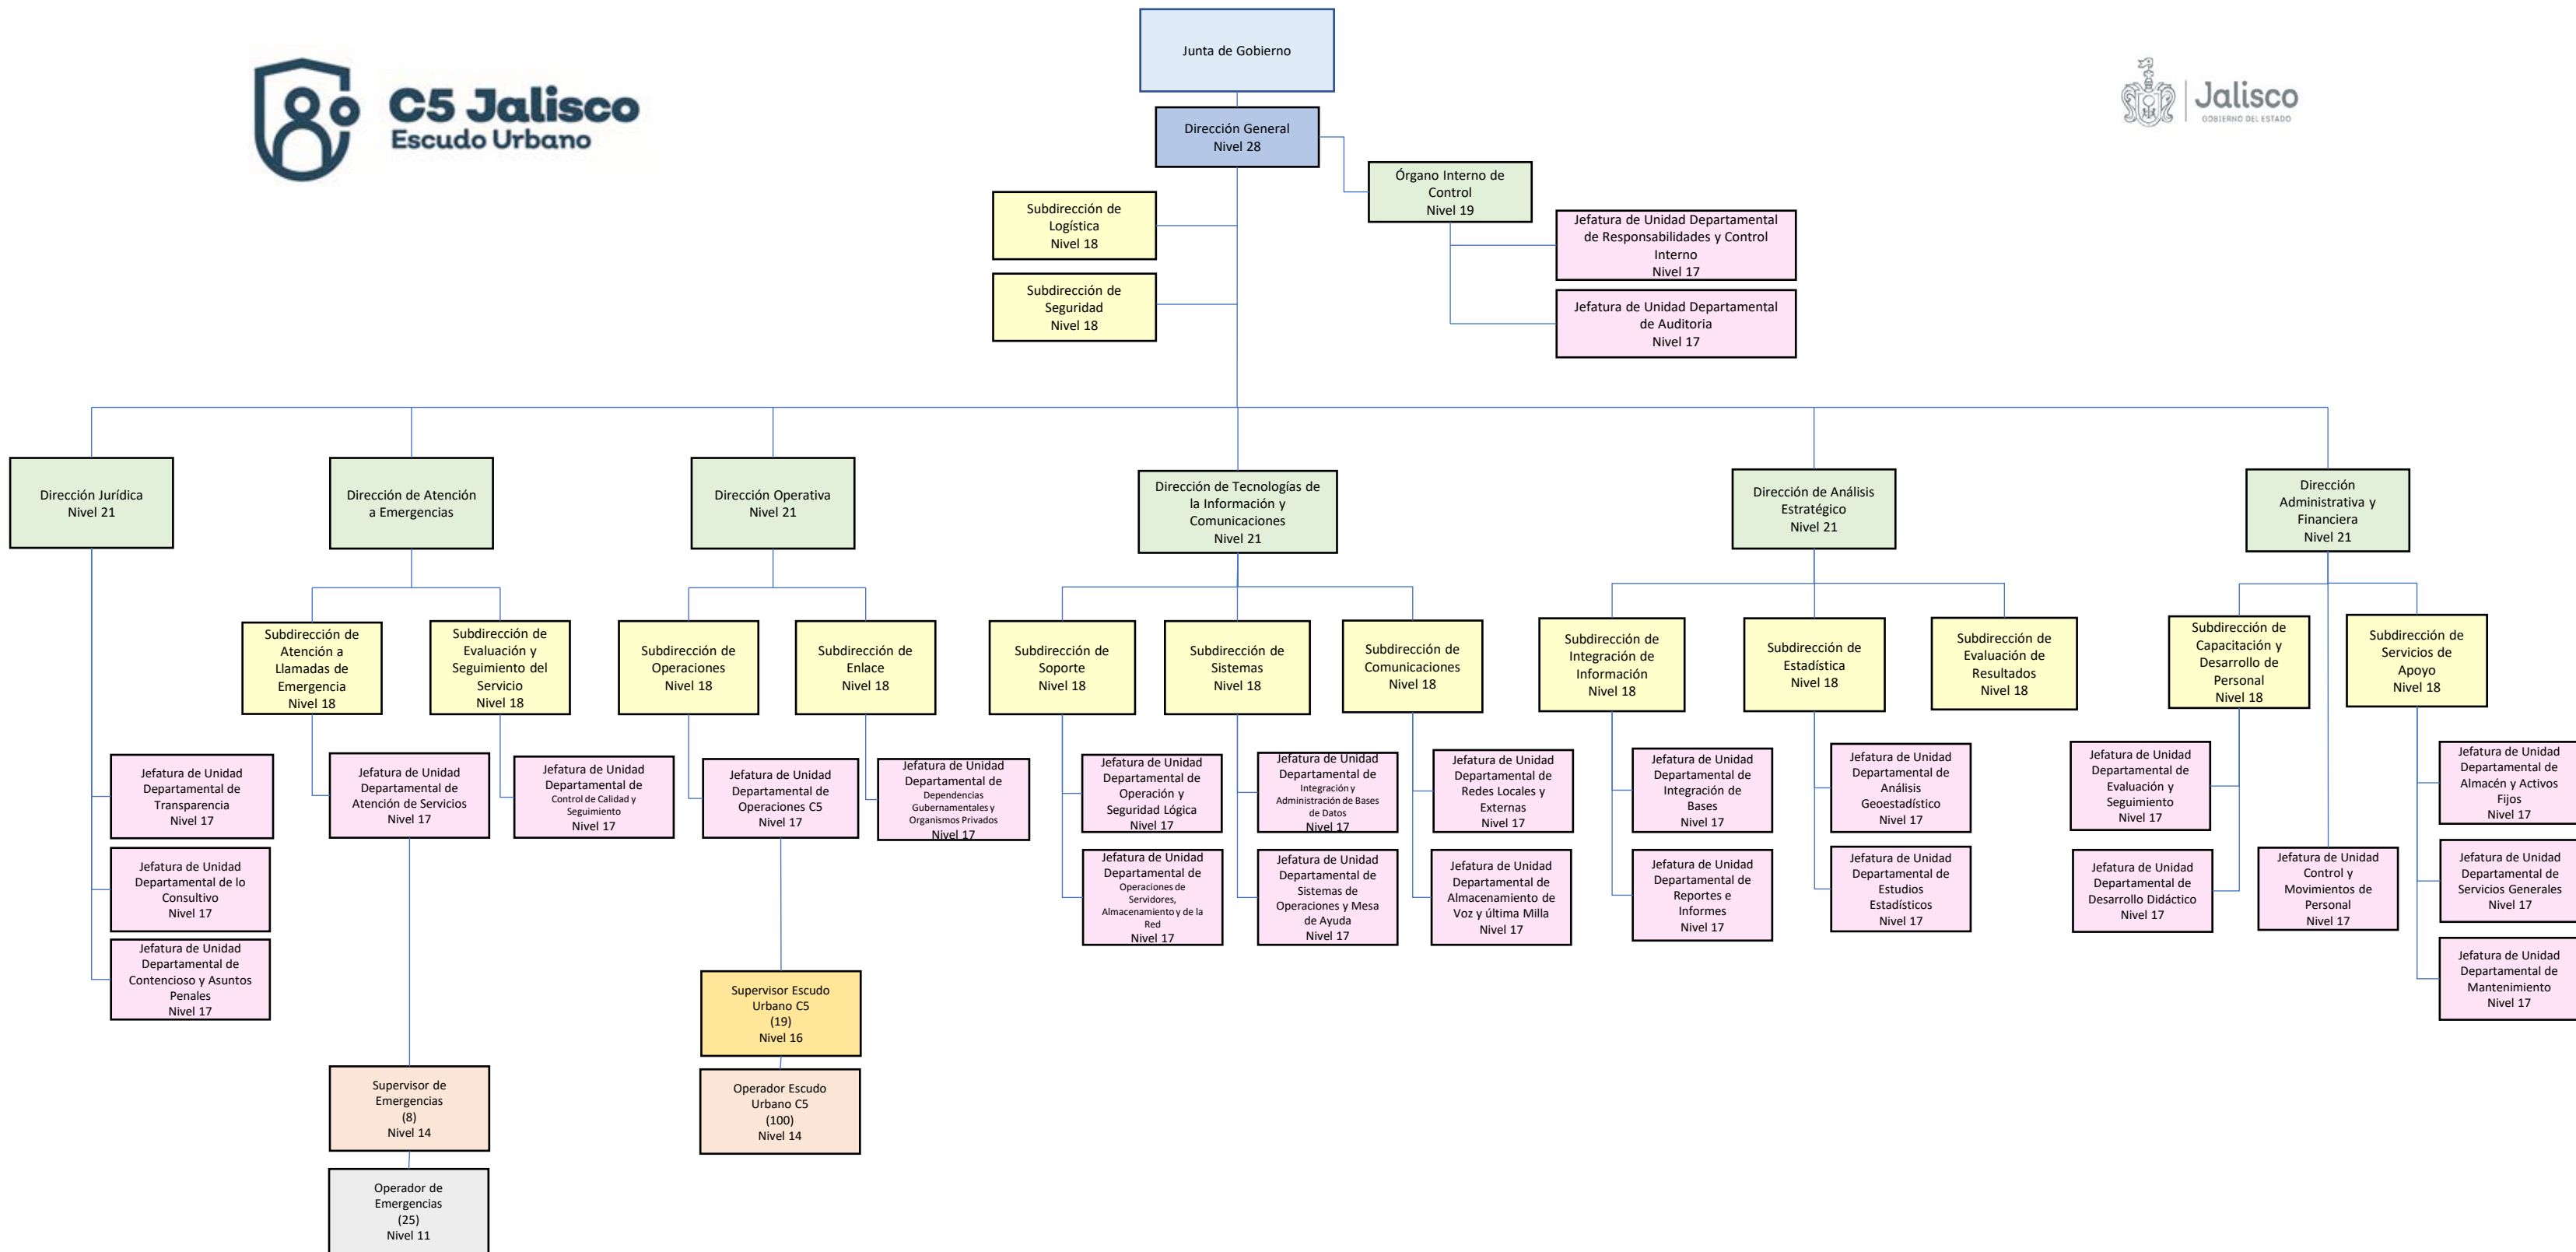 Junta de Gobierno
C5 Jalisco
Escudo Urbano
Jalisco
GOBIERNO DEL ESTADO
Dirección General
Nivel 28
Órgano Interno de
Control
Nivel 19
Subdirección de
Logística
Nivel 18
Jefatura de Unidad Departamental
de Responsabilidades y Control
Interno
Nivel 17
Subdirección de
Seguridad
Nivel 18
Jefatura de Unidad Departamental
de Auditoria
Nivel 17
Dirección Jurídica
Nivel 21
Dirección de Atención
a Emergencias
Dirección Operativa
Nivel 21
Dirección de Tecnologías de
la Información y
Comunicaciones
Nivel 21
Dirección de Análisis
Estratégico
Nivel 21
Dirección
Administrativa y
Financiera
Nivel 21
Subdirección de
Atención a
Llamadas de
Emergencia
Nivel 18
Subdirección de
Evaluación y
Seguimiento del
Servicio
Nivel 18
Subdirección de
Operaciones
Nivel 18
Subdirección de
Enlace
Nivel 18
Subdirección de
Soporte
Nivel 18
Subdirección de
Sistemas
Nivel 18
Subdirección de
Comunicaciones
Nivel 18
Subdirección de
Integración de
Información
Nivel 18
Subdirección de
Estadística
Nivel 18
Subdirección de
Evaluación de
Resultados
Nivel 18
Subdirección de
Capacitación y
Desarrollo de
Personal
Nivel 18
Subdirección de
Servicios de
Apoyo
Nivel 18
Jefatura de Unidad
Departamental de
Transparencia
Nivel 17
Jefatura de Unidad
Departamental de
Atención de Servicios
Nivel 17
Jefatura de Unidad
Departamental de
Control de Calidad y
Seguimiento
Nivel 17
Jefatura de Unidad
Departamental de
Operaciones C5
Nivel 17
Jefatura de Unidad
Departamental de
Dependencias
Gubernamentales y
Organismos Privados
Nivel 17
Jefatura de Unidad
Departamental de
Operación y
Seguridad Lógica
Nivel 17
Jefatura de Unidad
Departamental de
Integración y
Administración de Bases
de Datos
Nivel 17
Jefatura de Unidad
Departamental de
Redes Locales y
Externas
Nivel 17
Jefatura de Unidad
Departamental de
Integración de
Bases
Nivel 17
Jefatura de Unidad
Departamental de
Análisis
Geoestadístico
Nivel 17
Jefatura de Unidad
Departamental de
Evaluación y
Seguimiento
Nivel 17
Jefatura de Unidad
Departamental de
Almacén y Activos
Fijos
Nivel 17
Jefatura de Unidad
Departamental de lo
Consultivo
Nivel 17
Jefatura de Unidad
Departamental de
Operaciones de
Servidores,
Almacenamiento y de la
Red
Nivel 17
Jefatura de Unidad
Departamental de
Sistemas de
Operaciones y Mesa
de Ayuda
Nivel 17
Jefatura de Unidad
Departamental de
Almacenamiento de
Voz y última Milla
Nivel 17
Jefatura de Unidad
Departamental de
Reportes e
Informes
Nivel 17
Jefatura de Unidad
Departamental de
Estudios
Estadísticos
Nivel 17
Jefatura de Unidad
Departamental de
Desarrollo Didáctico
Nivel 17
Jefatura de Unidad
Control y
Movimientos de
Personal
Nivel 17
Jefatura de Unidad
Departamental de
Servicios Generales
Nivel 17
Jefatura de Unidad
Departamental de
Contencioso y Asuntos
Penales
Nivel 17
Jefatura de Unidad
Departamental de
Mantenimiento
Nivel 17
Supervisor Escudo
Urbano C5
(19)
Nivel 16
Supervisor de
Emergencias
(8)
Nivel 14
Operador Escudo
Urbano C5
(100)
Nivel 14
Operador de
Emergencias
(25)
Nivel 11